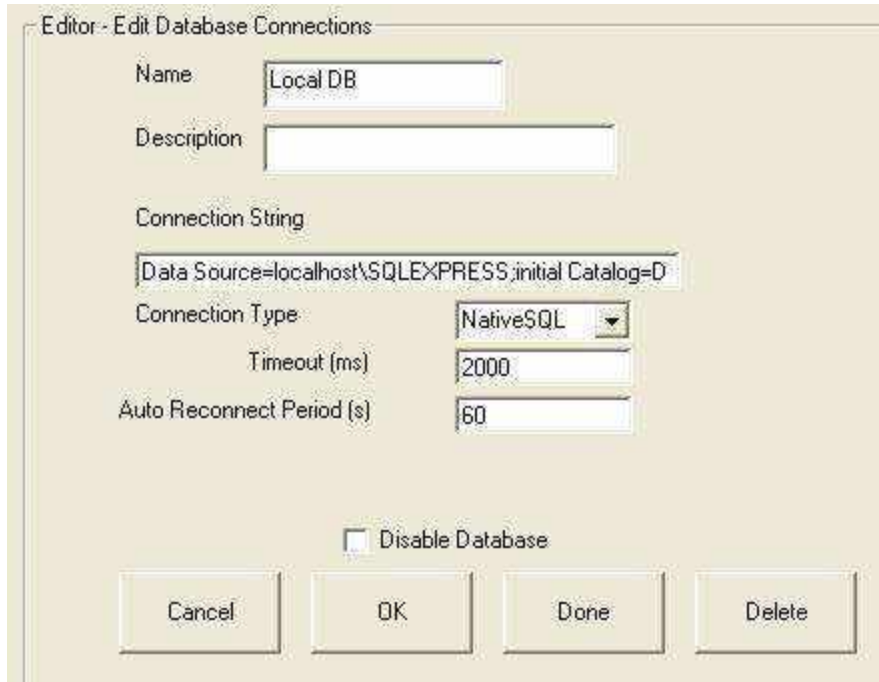 Editor - Edit Database Connections
Name Local DB
Description
Connection String
Data Source=localhost\SQLEXPRESS;initial Catalog=D
Connection Type NativeSQL
Timeout (ms) 2000
Auto Reconnect Period (s) 60
Disable Database
Cancel OK Done Delete